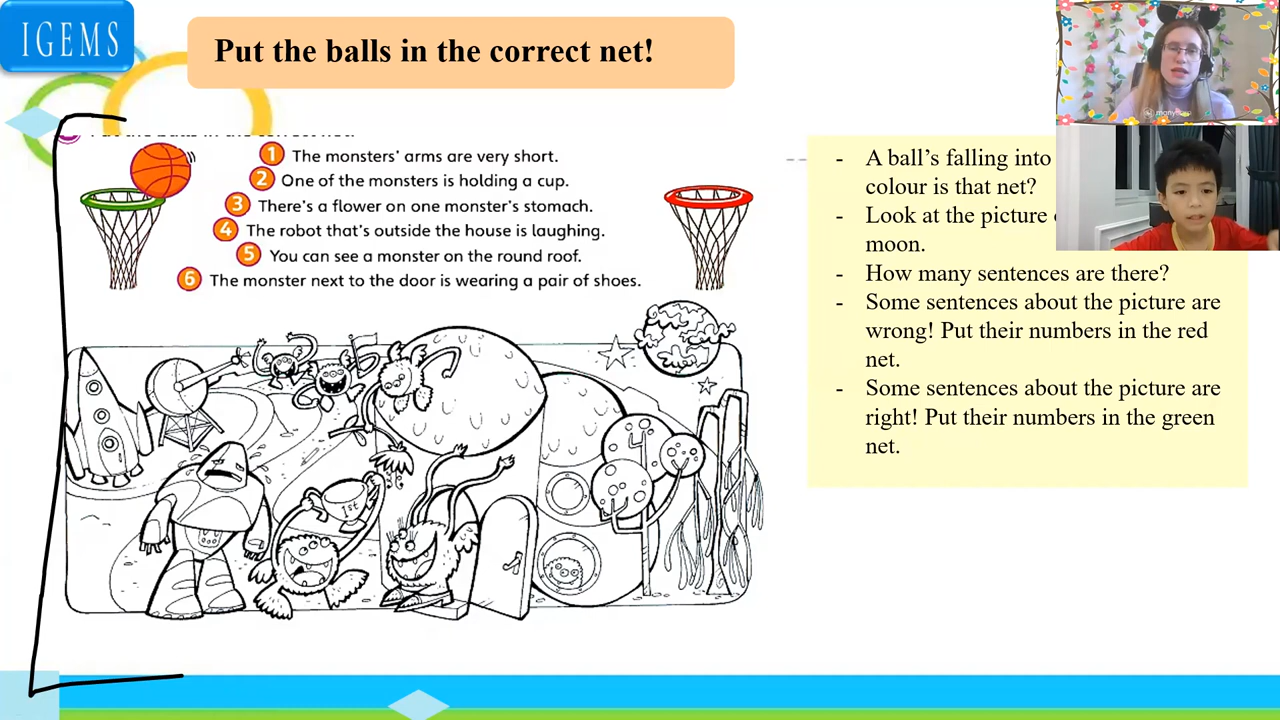 IGEMS
Put the balls in the correct net!
1 The monsters' arms are very short.
2 One of the monsters is holding a cup.
3 There's a flower on one monster's stomach.
4 The robot that's outside the house is laughing.
5 You can see a monster on the round roof.
6 The monster next to the door is wearing a pair of shoes.
1st
- A ball's falling into
colour is that net?
- Look at the picture
moon.
- How many sentences are there?
- Some sentences about the picture are
wrong! Put their numbers in the red
net.
- Some sentences about the picture are
right! Put their numbers in the green
net.